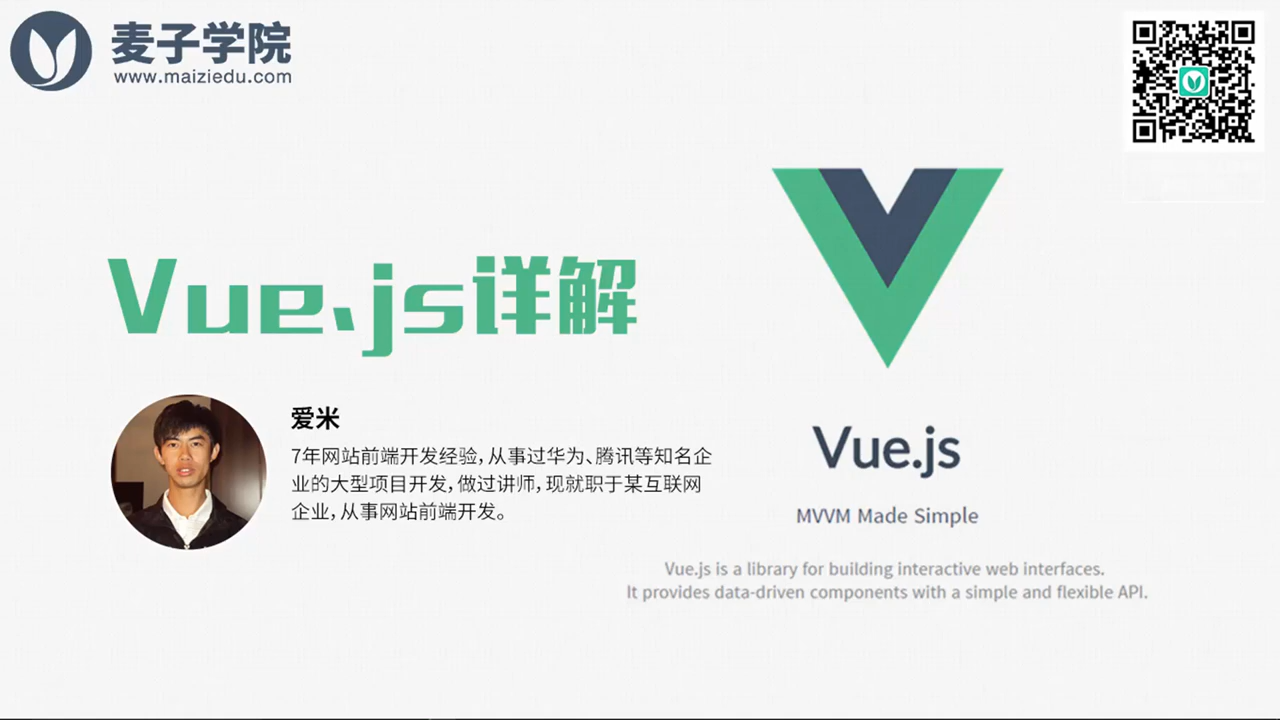 麦子学院
www.maiziedu.com
Vue.js详解
爱米
7年网站前端开发经验，从事过华为、腾讯等知名企
业的大型项目开发，做过讲师，现就职于某互联网
企业，从事网站前端开发。
Vue.js
MVVM Made Simple
Vue.js is a library for building interactive web interfaces.
It provides data-driven components with a simple and flexible API.